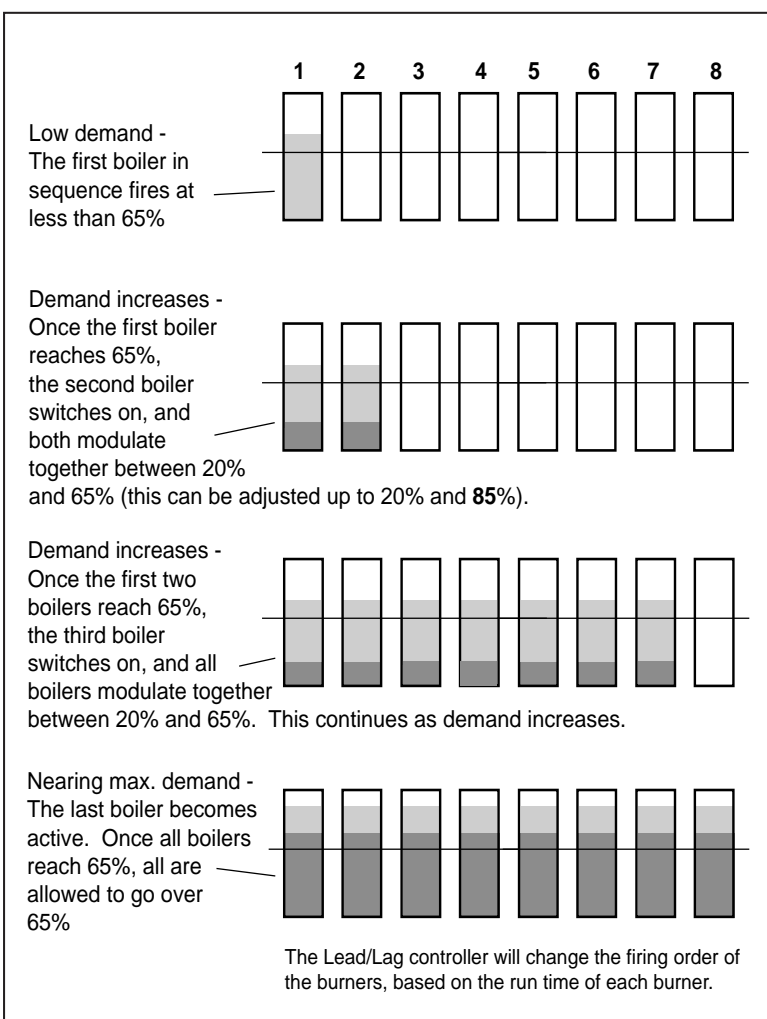 1 2 3 4 5 6 7 8
Low demand -
The first boiler in
sequence fires at
less than 65%
Demand increases -
Once the first boiler
reaches 65%,
the second boiler
switches on, and
both modulate
together between 20%
and 65% (this can be adjusted up to 20% and 85%).
Demand increases -
Once the first two
boilers reach 65%,
the third boiler
switches on, and all
boilers modulate together
between 20% and 65%. This continues as demand increases.
Nearing max. demand -
The last boiler becomes
active. Once all boilers
reach 65%, all are
allowed to go over
65%
The Lead/Lag controller will change the firing order of
the burners, based on the run time of each burner.